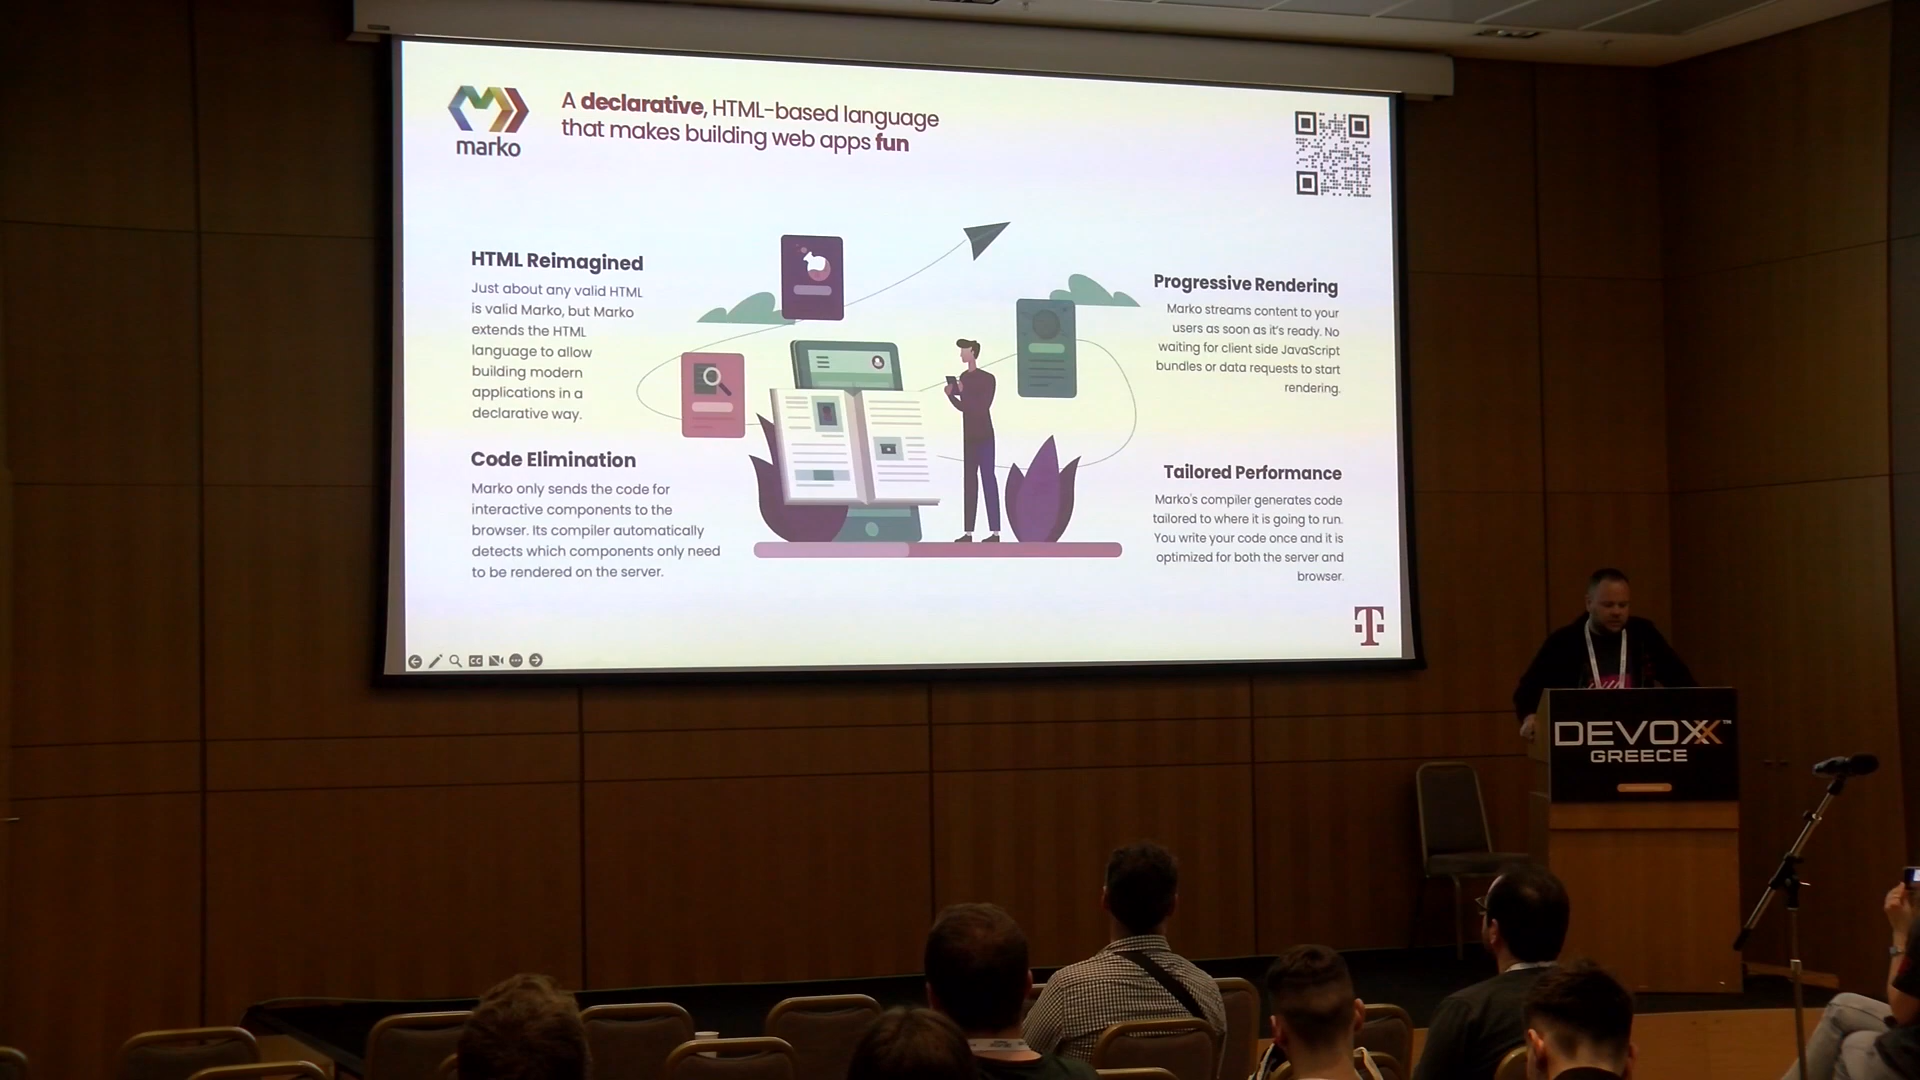 marko
A declarative, HTML-based language
that makes building web apps fun
HTML Reimagined
Just about any valid HTML
is valid Marko, but Marko
extends the HTML
language to allow
building modern
applications in a
declarative way.
Code Elimination
Marko only sends the code for
interactive components to the
browser. Its compiler automatically
detects which components only need
to be rendered on the server.
Progressive Rendering
Marko streams content to your
users as soon as it's ready. No
waiting for client side JavaScript
bundles or data requests to start
rendering.
Tailored Performance
Marko's compiler generates code
tailored to where it is going to run.
You write your code once and it is
optimized for both the server and
browser.
T
CC
DEVOXX™
GREECE